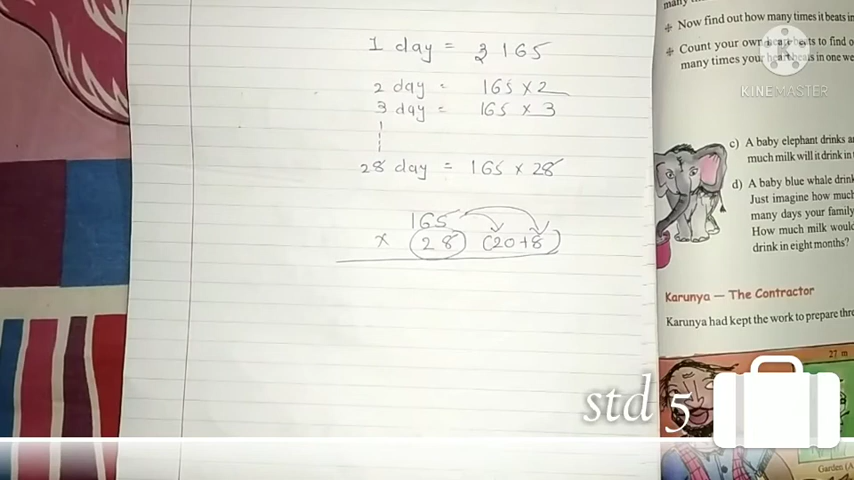 1 day = ₹ 165
2 day = 165 × 2
3 day = 165 × 3
28 day = 165 × 28
165
× 28 (20+8)
many
Now find out how many times it beats in
Count your own heart-beats to find o
many times your heart beats in one we
KINEMASTER
c) A baby elephant drinks a
much milk will it drink in
d) A baby blue whale drink
Just imagine how much
many days your family
How much milk would
drink in eight months?
Karunya — The Contractor
Karunya had kept the work to prepare thre
27 m
std 5
Garden (A